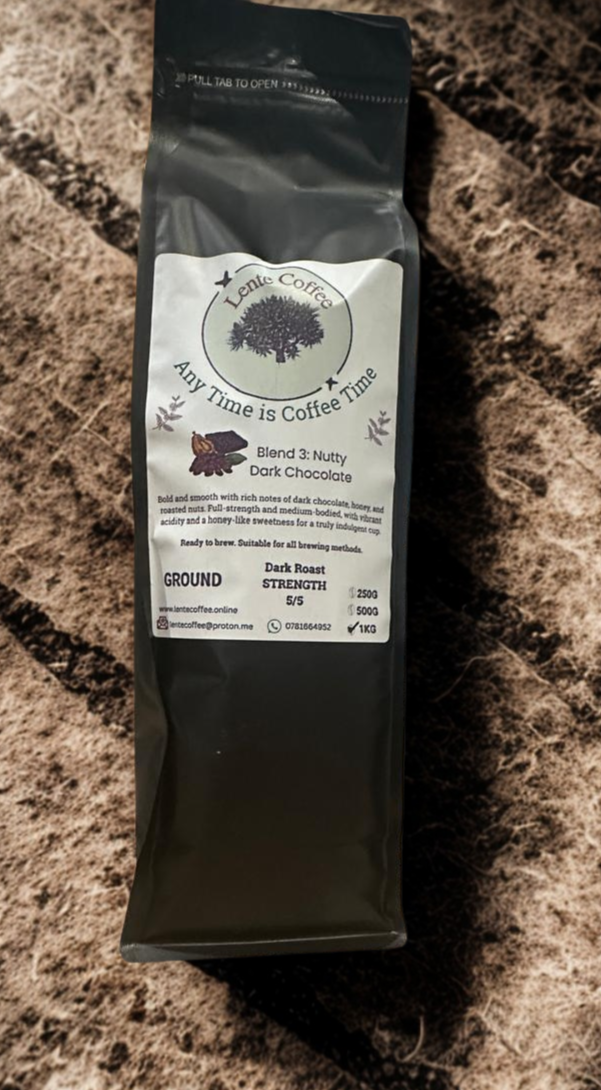 PULL TAB TO OPEN
Lente Coffee
Any Time is Coffee Time
Blend 3: Nutty
Dark Chocolate
Bold and smooth with rich notes of dark chocolate, honey, and
roasted nuts. Full-strength and medium-bodied, with vibrant
acidity and a honey-like sweetness for a truly indulgent cup.
Ready to brew. Suitable for all brewing methods.
GROUND
Dark Roast
STRENGTH
5/5
250G
500G
1KG
www.lentecoffee.online
lentecoffee@proton.me
0781664952